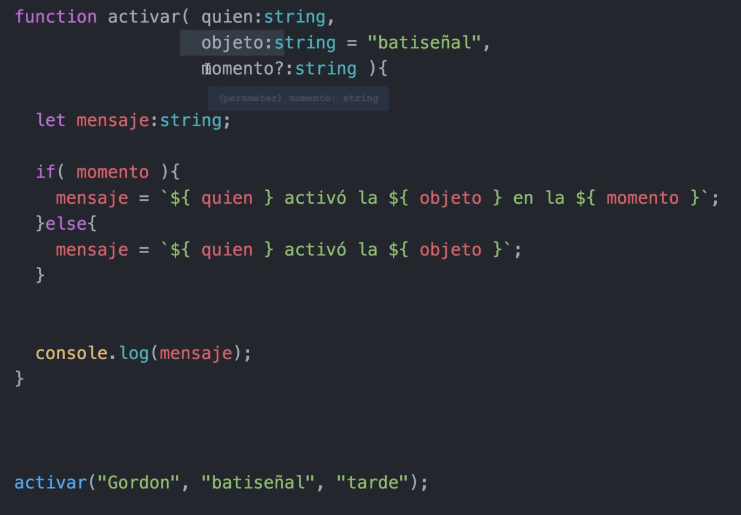 function activar( quien:string,
objeto:string = "batiseñal",
momento?:string ){
(parameter) momento: string
let mensaje:string;
if( momento ){
mensaje = `${ quien } activó la ${ objeto } en la ${ momento }`;
}else{
mensaje = `${ quien } activó la ${ objeto }`;
}
console.log(mensaje);
}
activar("Gordon", "batiseñal", "tarde");